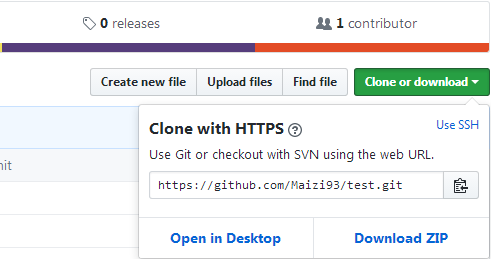 0 releases
1 contributor
Create new file
Upload files
Find file
Clone or download
Clone with HTTPS
Use SSH
Use Git or checkout with SVN using the web URL.
https://github.com/Maizi93/test.git
Open in Desktop
Download ZIP